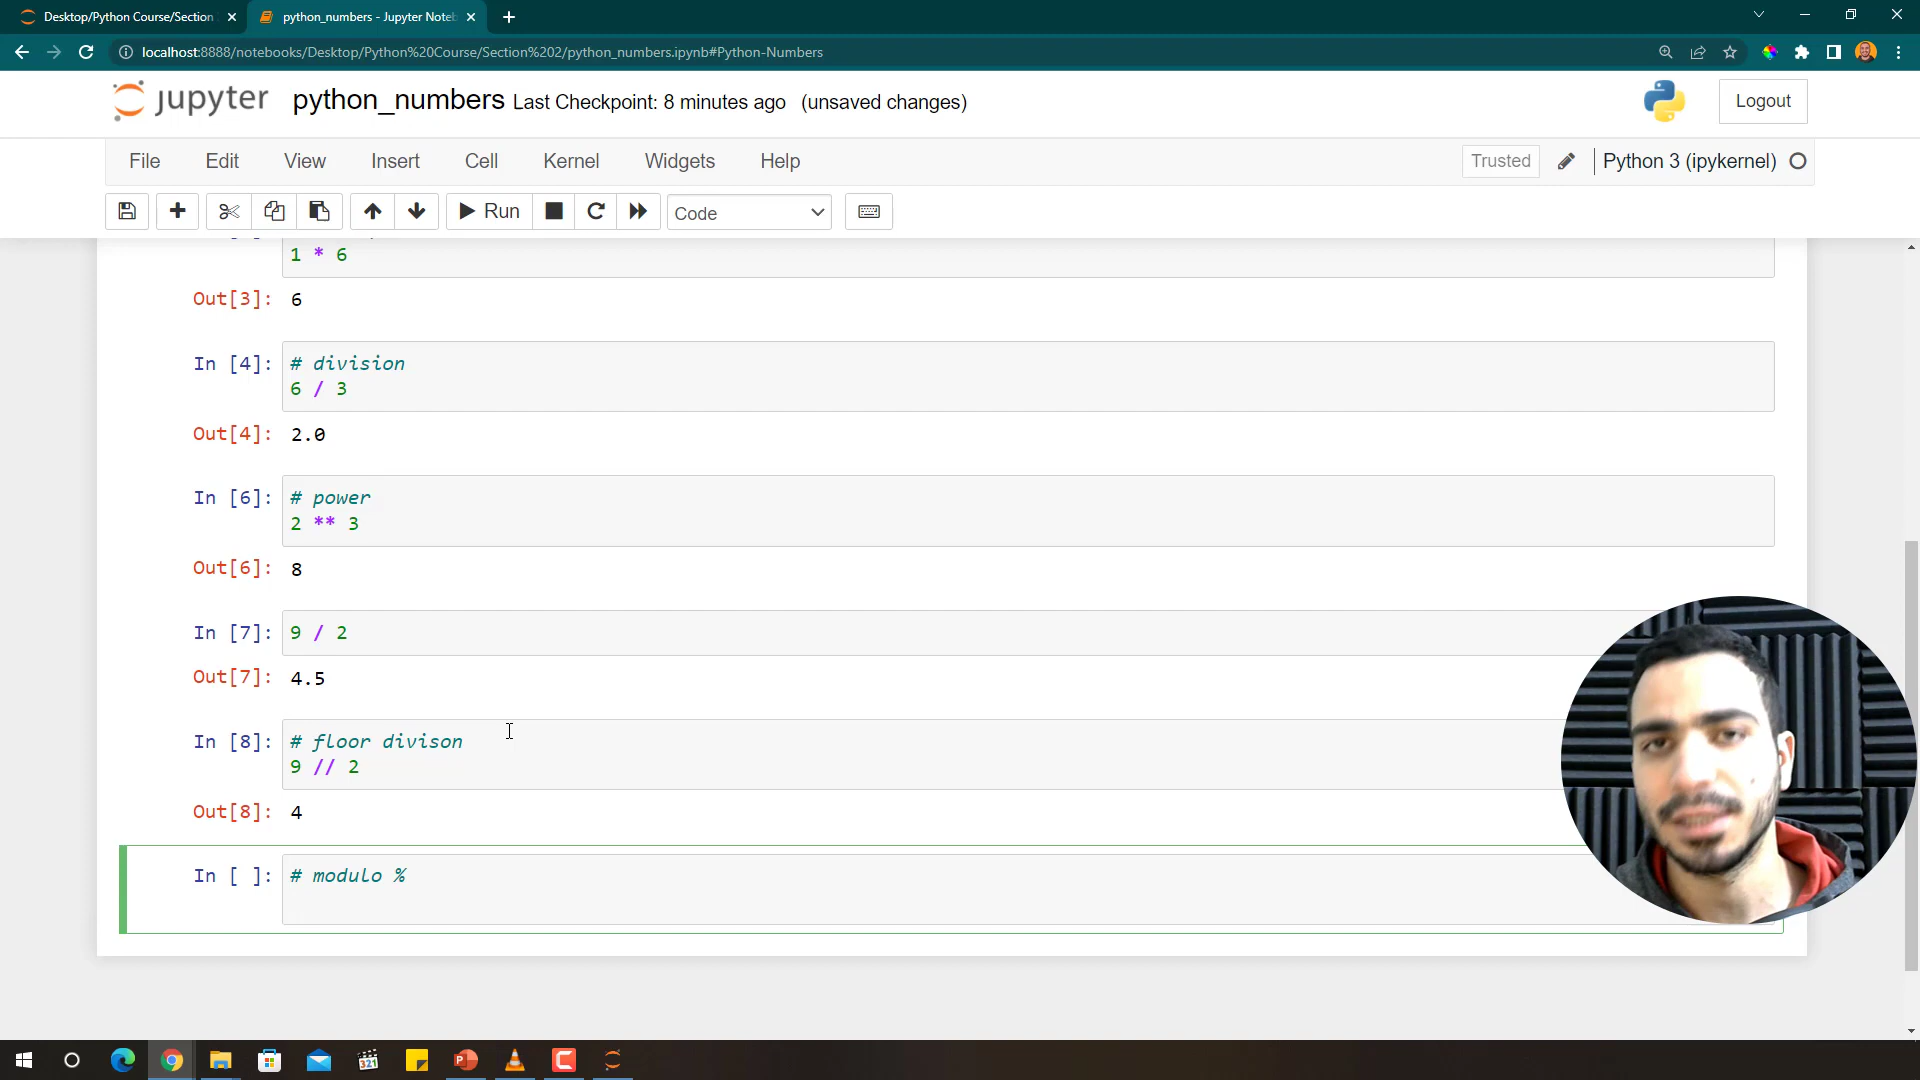 Desktop/Python Course/Section
python_numbers - Jupyter Noteb
localhost:8888/notebooks/Desktop/Python%20Course/Section%202/python_numbers.ipynb#Python-Numbers
jupyter
python_numbers Last Checkpoint: 8 minutes ago (unsaved changes)
Logout
File Edit View Insert Cell Kernel Widgets Help
Trusted
Python 3 (ipykernel)
Run
Code
1 * 6
Out[3]: 6
In [4]: # division
6 / 3
Out[4]: 2.0
In [6]: # power
2 ** 3
Out[6]: 8
In [7]: 9 / 2
Out[7]: 4.5
In [8]: # floor divison
9 // 2
Out[8]: 4
In [ ]: # modulo %
321